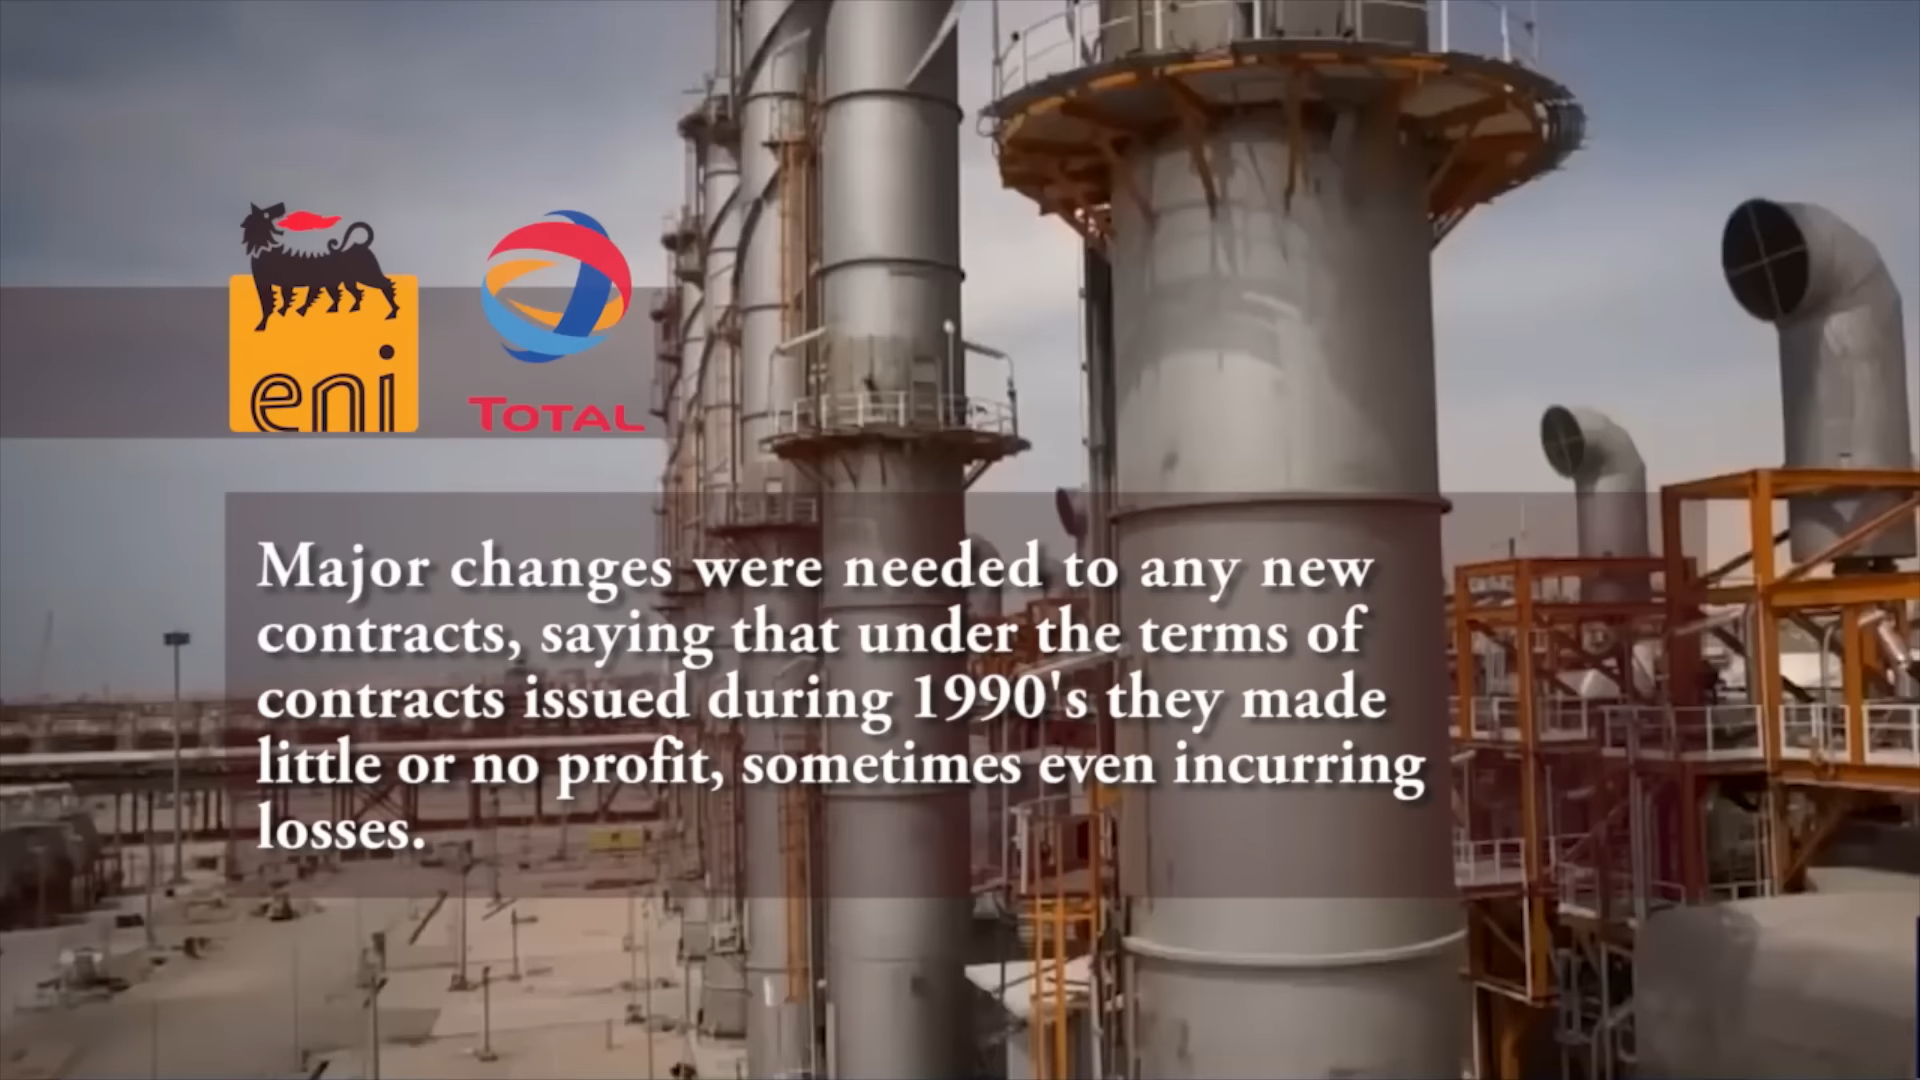 eni
TOTAL
Major changes were needed to any new
contracts, saying that under the terms of
contracts issued during 1990's they made
little or no profit, sometimes even incurring
losses.